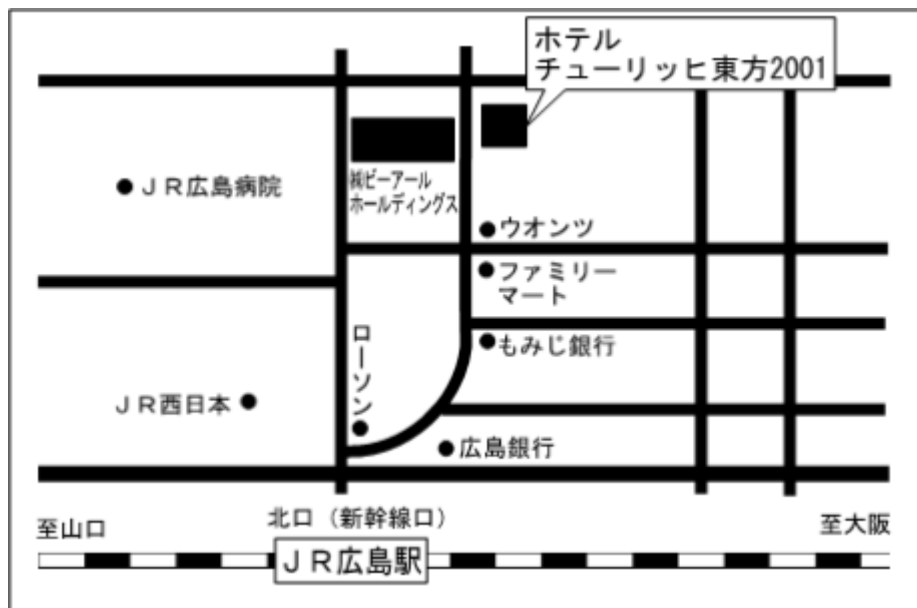 ホテル
チューリッヒ東方2001
㈱ビーアール
ホールディングス
ＪＲ広島病院
ウオンツ
ファミリー
マート
ローソン
もみじ銀行
ＪＲ西日本
広島銀行
北口（新幹線口）
至山口
至大阪
ＪＲ広島駅